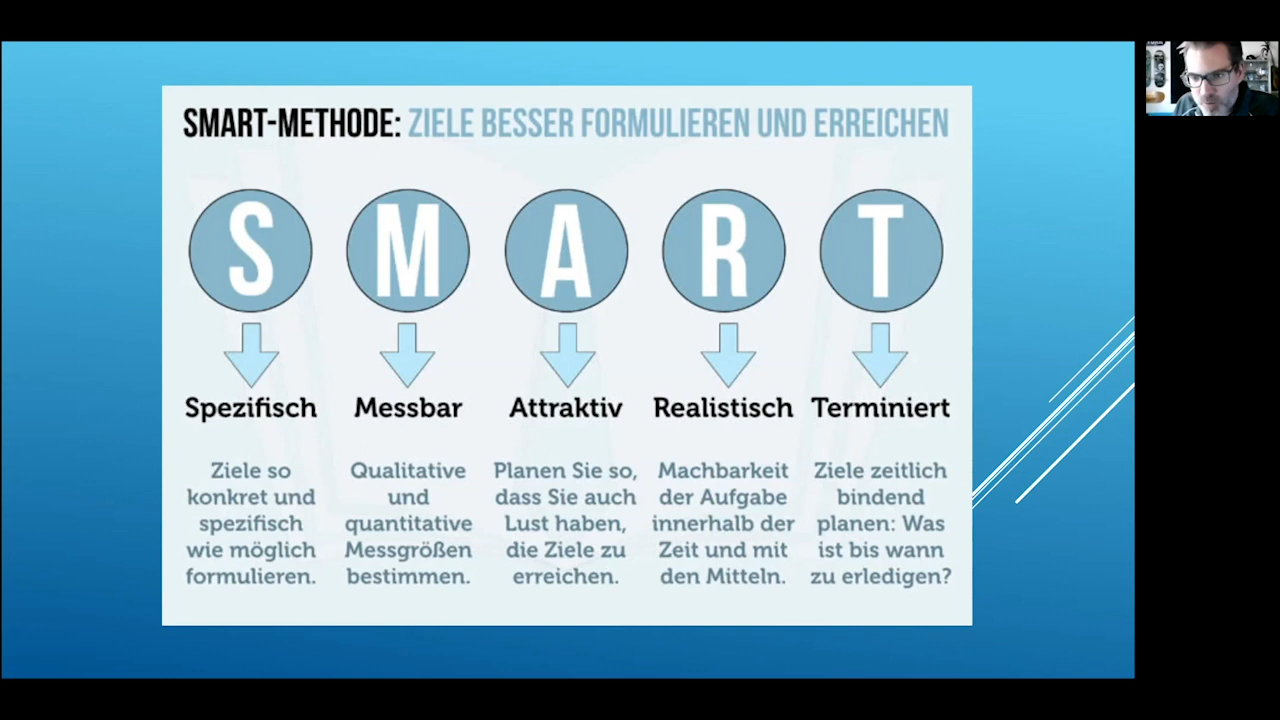 SMART-METHODE: ZIELE BESSER FORMULIEREN UND ERREICHEN
S M A R T
Spezifisch
Ziele so
konkret und
spezifisch
wie möglich
formulieren.
Messbar
Qualitative
und
quantitative
Messgrößen
bestimmen.
Attraktiv
Planen Sie so,
dass Sie auch
Lust haben,
die Ziele zu
erreichen.
Realistisch
Machbarkeit
der Aufgabe
innerhalb der
Zeit und mit
den Mitteln.
Terminiert
Ziele zeitlich
bindend
planen: Was
ist bis wann
zu erledigen?